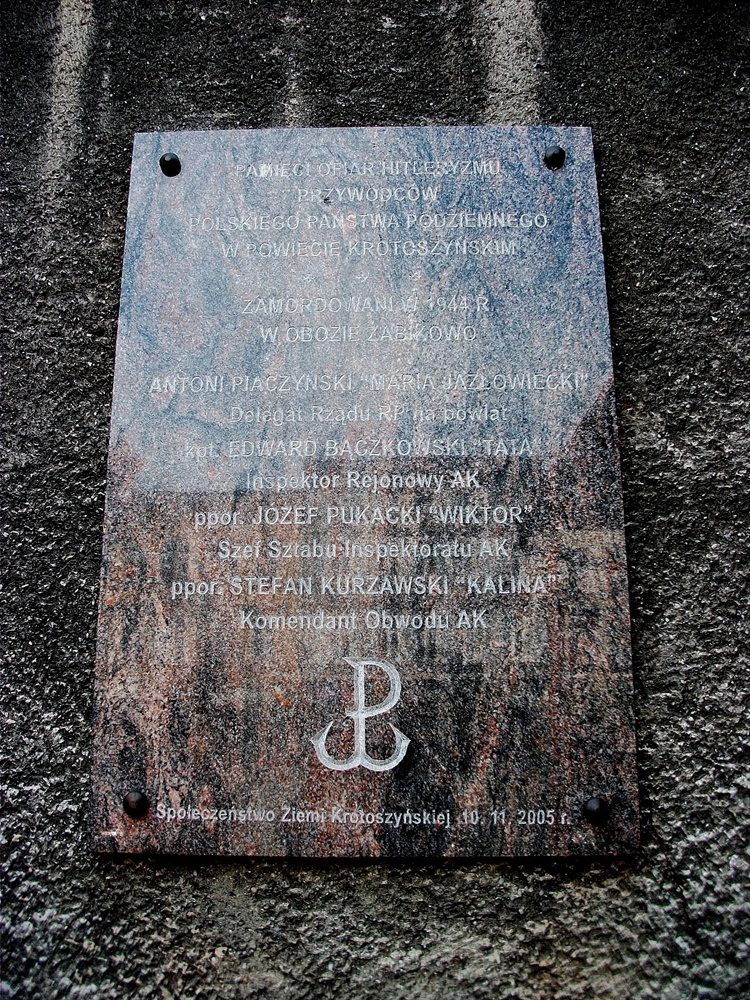 PAMIĘCI OFIAR HITLERYZMU
PRZYWÓDCÓW
POLSKIEGO PAŃSTWA PODZIEMNEGO
W POWIECIE KROTOSZYŃSKIM
ZAMORDOWANI W 1944 R.
W OBOZIE ŻABIKOWO
ANTONI PIACZYŃSKI "MARIA JAZŁOWIECKI"
Delegat Rządu RP na powiat
kpt. EDWARD BĄCZKOWSKI "TATA"
Inspektor Rejonowy AK
ppor. JÓZEF PUKACKI "WIKTOR"
Szef Sztabu Inspektoratu AK
ppor. STEFAN KURZAWSKI "KALINA"
Komendant Obwodu AK
Społeczeństwo Ziemi Krotoszyńskiej 10. 11. 2005 r.